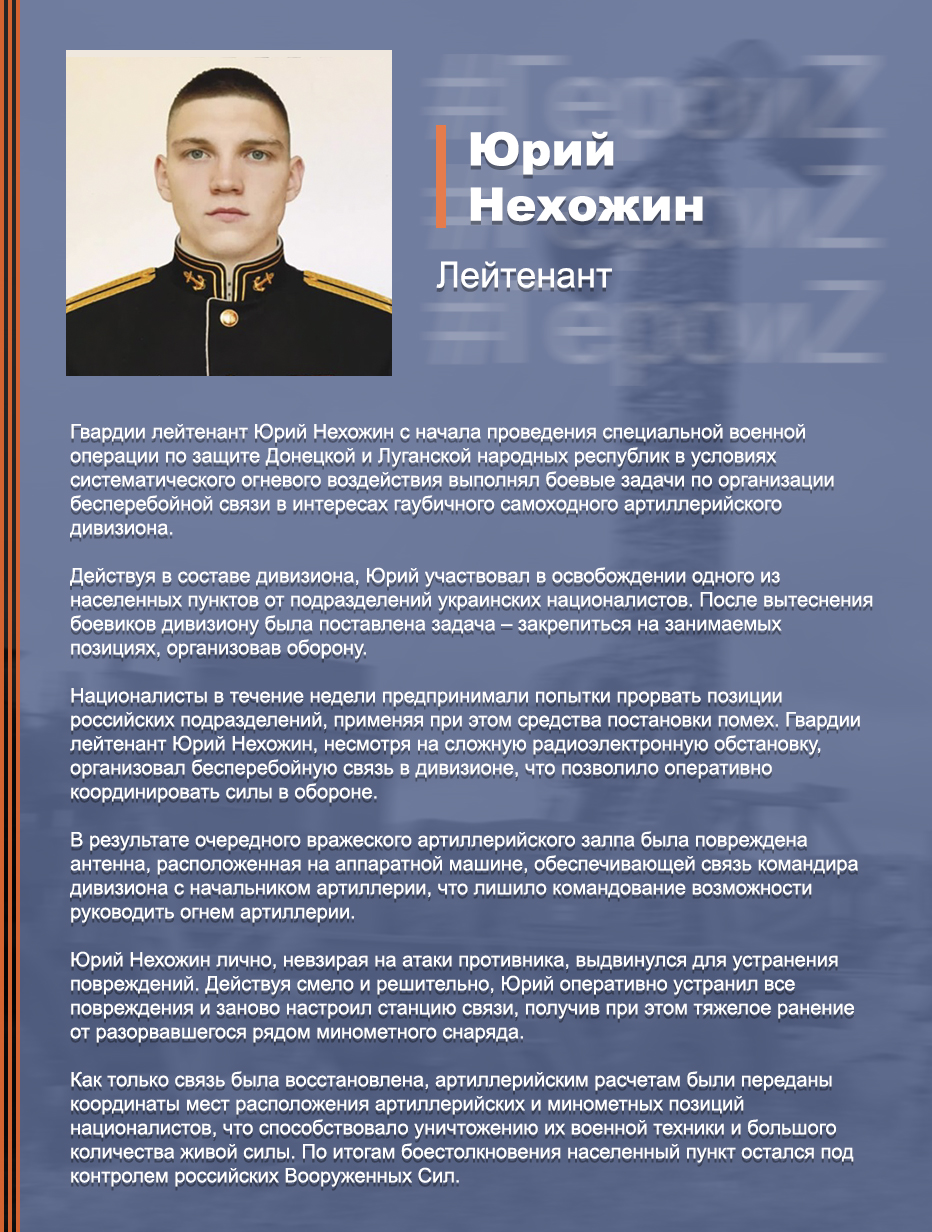 #ГероиZ
Юрий
Нехожин
#ГероиZ
Лейтенант
#ГероиZ
Гвардии лейтенант Юрий Нехожин с начала проведения специальной военной
операции по защите Донецкой и Луганской народных республик в условиях
систематического огневого воздействия выполнял боевые задачи по организации
бесперебойной связи в интересах гаубичного самоходного артиллерийского
дивизиона.
Действуя в составе дивизиона, Юрий участвовал в освобождении одного из
населенных пунктов от подразделений украинских националистов. После вытеснения
боевиков дивизиону была поставлена задача – закрепиться на занимаемых
позициях, организовав оборону.
Националисты в течение недели предпринимали попытки прорвать позиции
российских подразделений, применяя при этом средства постановки помех. Гвардии
лейтенант Юрий Нехожин, несмотря на сложную радиоэлектронную обстановку,
организовал бесперебойную связь в дивизионе, что позволило оперативно
координировать силы в обороне.
В результате очередного вражеского артиллерийского залпа была повреждена
антенна, расположенная на аппаратной машине, обеспечивающей связь командира
дивизиона с начальником артиллерии, что лишило командование возможности
руководить огнем артиллерии.
Юрий Нехожин лично, невзирая на атаки противника, выдвинулся для устранения
повреждений. Действуя смело и решительно, Юрий оперативно устранил все
повреждения и заново настроил станцию связи, получив при этом тяжелое ранение
от разорвавшегося рядом минометного снаряда.
Как только связь была восстановлена, артиллерийским расчетам были переданы
координаты мест расположения артиллерийских и минометных позиций
националистов, что способствовало уничтожению их военной техники и большого
количества живой силы. По итогам боестолкновения населенный пункт остался под
контролем российских Вооруженных Сил.